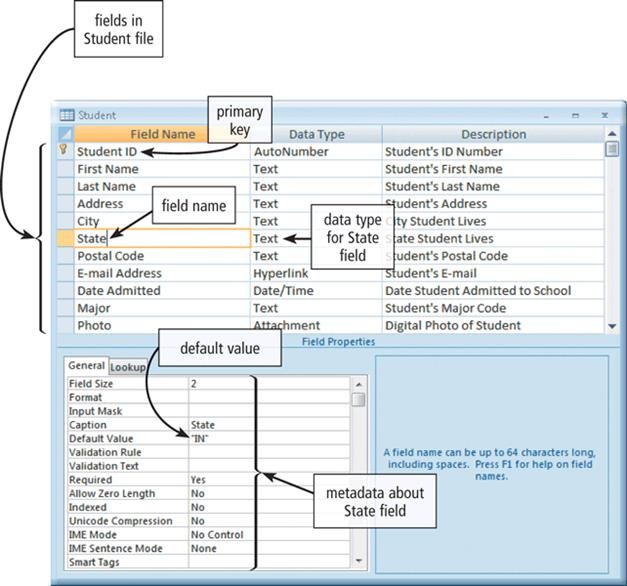 fields in
Student file
Student
primary
key
Field Name Data Type Description
Student ID AutoNumber Student's ID Number
First Name Text Student's First Name
Last Name Text Student's Last Name
Address Text Student's Address
field name
City Text City Student Lives
data type
for State
field
State Text State Student Lives
Postal Code Text Student's Postal Code
E-mail Address Hyperlink Student's E-mail
Date Admitted Date/Time Date Student Admitted to School
Major Text Student's Major Code
Photo Attachment Digital Photo of Student
default value
Field Properties
General Lookup
Field Size 2
Format
Input Mask
Caption State
Default Value "IN"
Validation Rule
Validation Text
Required Yes
Allow Zero Length No
Indexed No
Unicode Compression No
IME Mode No Control
IME Sentence Mode None
Smart Tags
metadata about
State field
A field name can be up to 64 characters long,
including spaces. Press F1 for help on field
names.